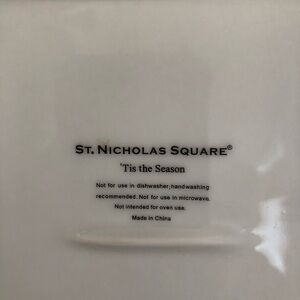 ST. NICHOLAS SQUARE®
'Tis the Season
Not for use in dishwasher;handwashing
recommended. Not for use in microwave.
Not intended for oven use.
Made in China